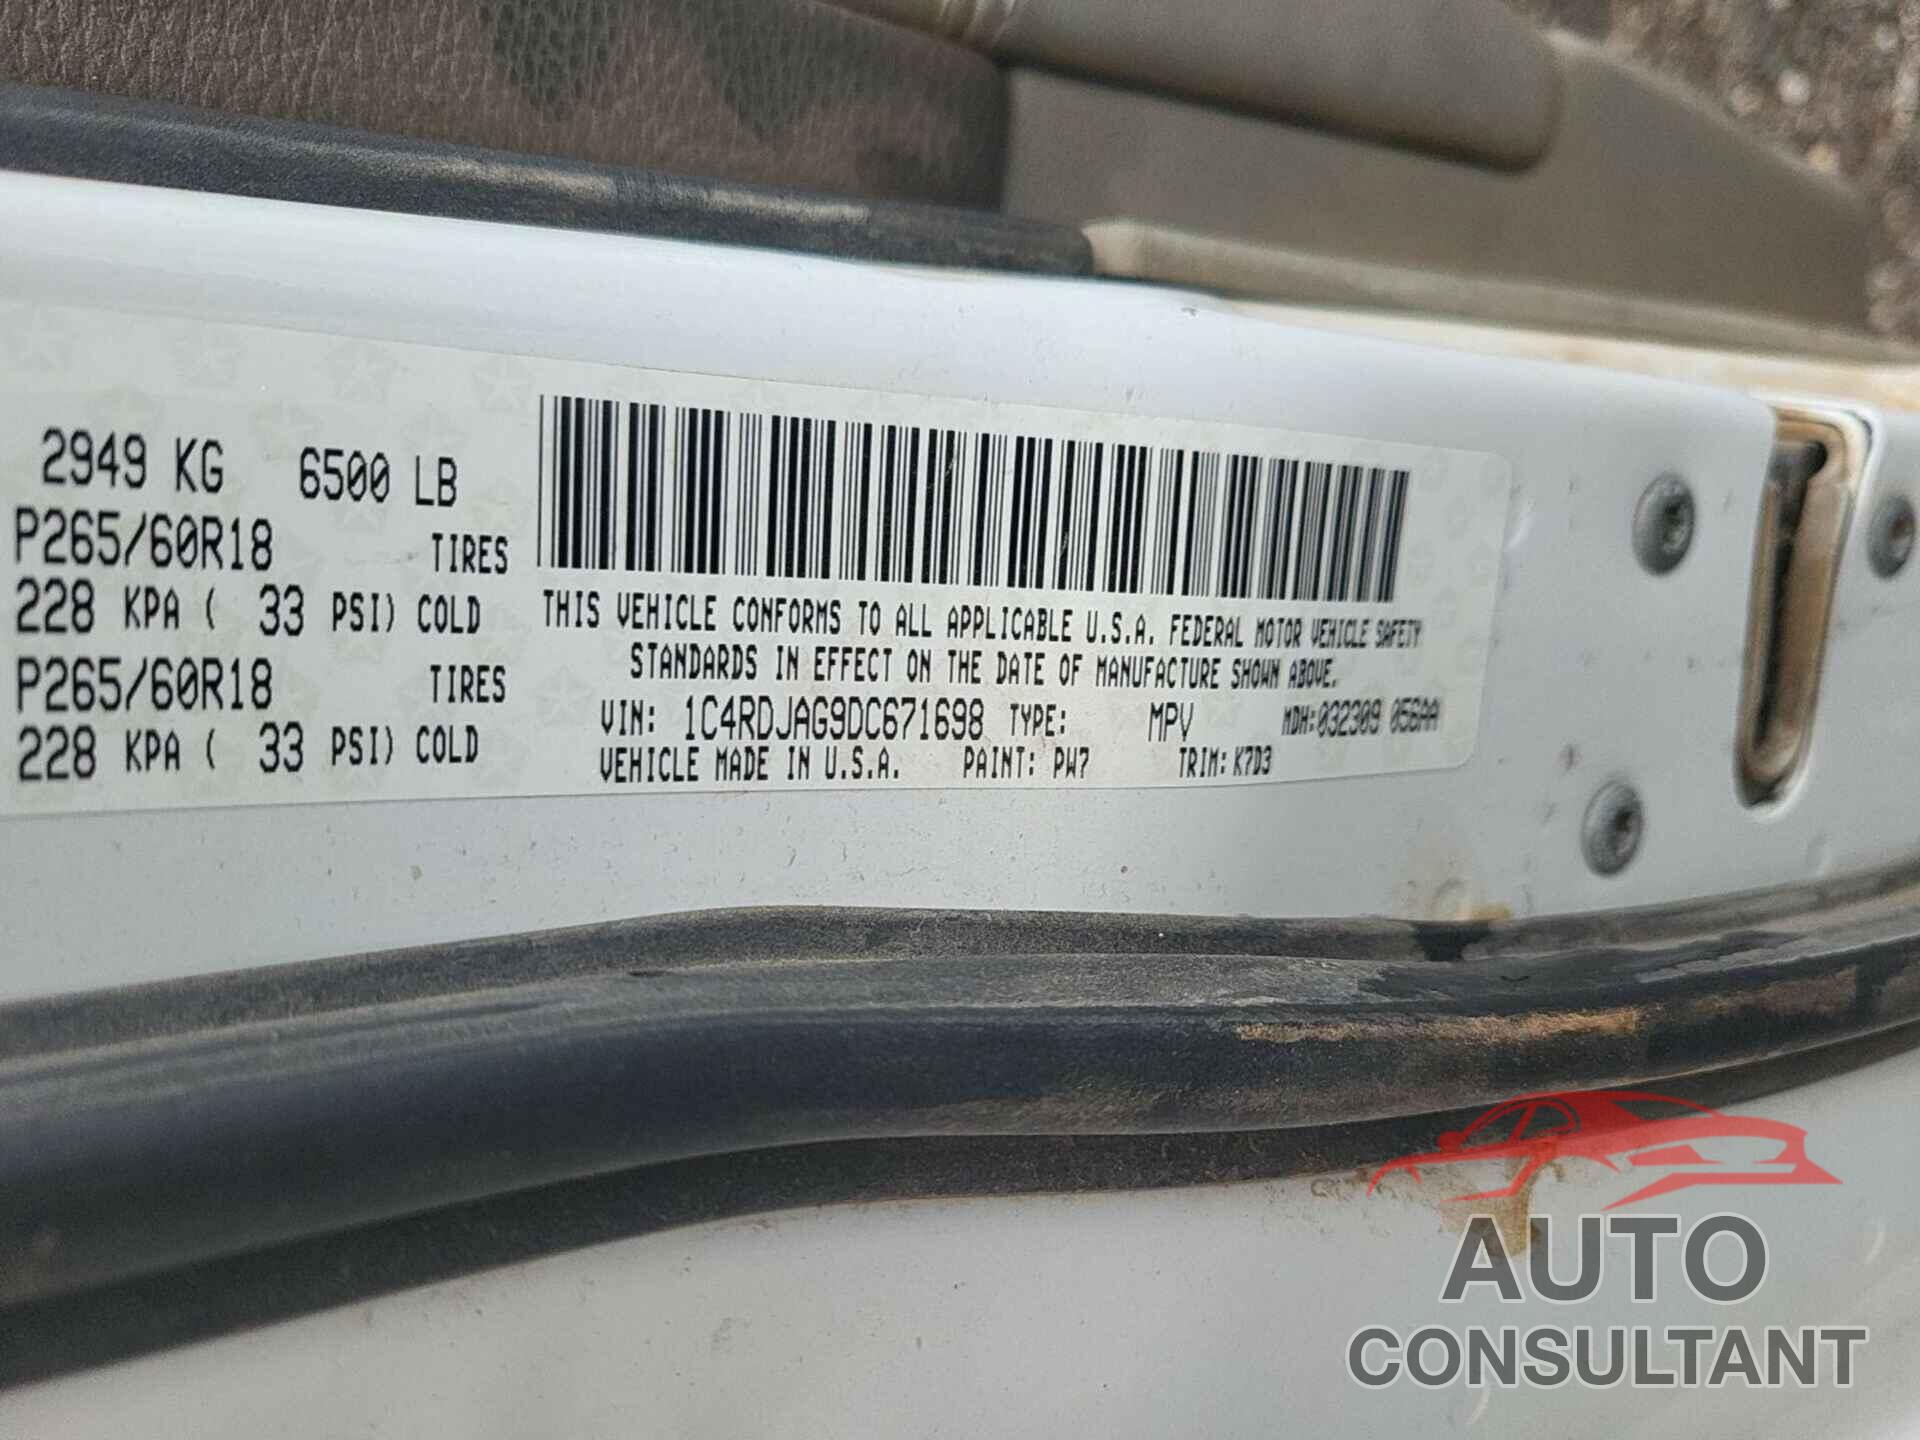 2949 KG 6500 LB
P265/60R18 TIRES
228 KPA ( 33 PSI) COLD
P265/60R18 TIRES
228 KPA ( 33 PSI) COLD
THIS VEHICLE CONFORMS TO ALL APPLICABLE U.S.A. FEDERAL MOTOR VEHICLE SAFETY
STANDARDS IN EFFECT ON THE DATE OF MANUFACTURE SHOWN ABOVE.
VIN: 1C4RDJAG9DC671698 TYPE: MPV MDH:032309 056AA
VEHICLE MADE IN U.S.A. PAINT: PW7 TRIM: K7D3
AUTO
CONSULTANT